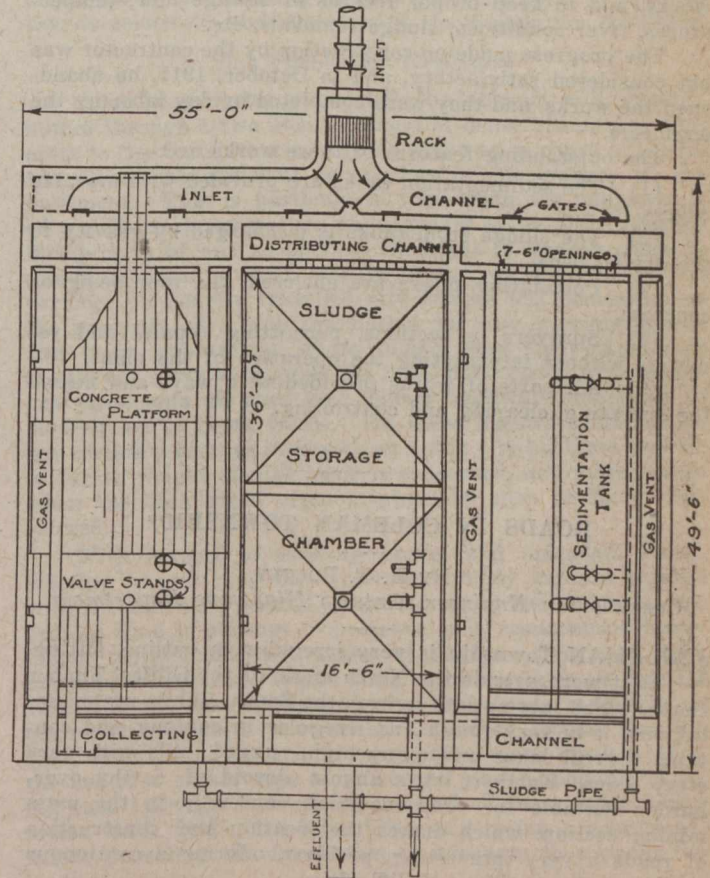 INLET
55'-0"
RACK
INLET
CHANNEL
GATES
DISTRIBUTING CHANNEL
7-6"OPENINGS
SLUDGE
36'-0"
CONCRETE
PLATFORM
STORAGE
GAS VENT
GAS VENT
SEDIMENTATION
TANK
GAS VENT
49'-6"
CHAMBER
VALVE STANDS
16'-6"
COLLECTING
CHANNEL
SLUDGE PIPE
EFFLUENT